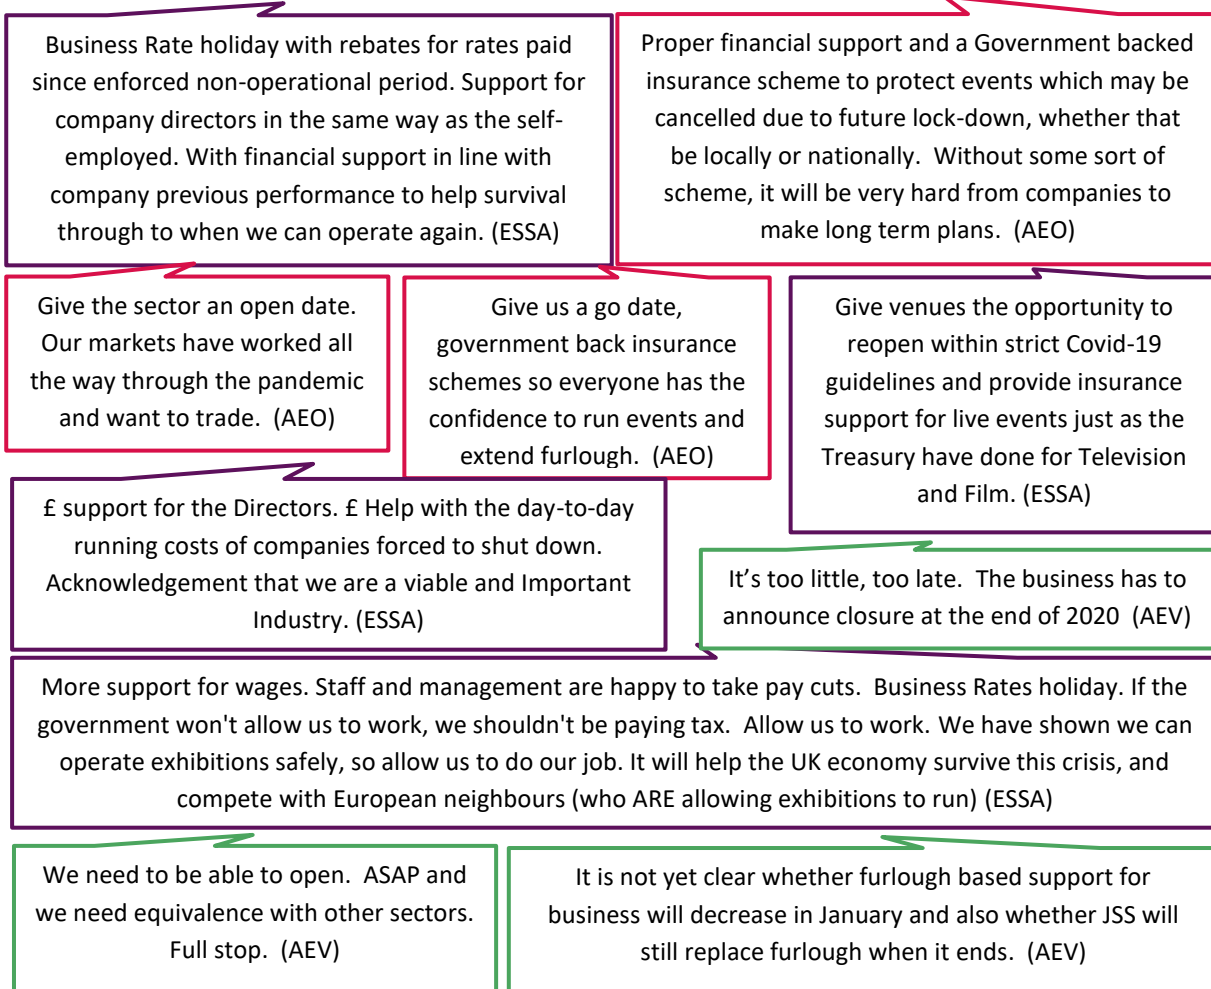 Business Rate holiday with rebates for rates paid
since enforced non-operational period. Support for
company directors in the same way as the self-
employed. With financial support in line with
company previous performance to help survival
through to when we can operate again. (ESSA)
Proper financial support and a Government backed
insurance scheme to protect events which may be
cancelled due to future lock-down, whether that
be locally or nationally.  Without some sort of
scheme, it will be very hard from companies to
make long term plans.  (AEO)
Give the sector an open date.
Our markets have worked all
the way through the pandemic
and want to trade.  (AEO)
Give us a go date,
government back insurance
schemes so everyone has the
confidence to run events and
extend furlough.  (AEO)
Give venues the opportunity to
reopen within strict Covid-19
guidelines and provide insurance
support for live events just as the
Treasury have done for Television
and Film. (ESSA)
£ support for the Directors. £ Help with the day-to-day
running costs of companies forced to shut down.
Acknowledgement that we are a viable and Important
Industry. (ESSA)
It’s too little, too late.  The business has to
announce closure at the end of 2020  (AEV)
More support for wages. Staff and management are happy to take pay cuts.  Business Rates holiday. If the
government won't allow us to work, we shouldn't be paying tax.  Allow us to work. We have shown we can
operate exhibitions safely, so allow us to do our job. It will help the UK economy survive this crisis, and
compete with European neighbours (who ARE allowing exhibitions to run) (ESSA)
We need to be able to open.  ASAP and
we need equivalence with other sectors.
Full stop.  (AEV)
It is not yet clear whether furlough based support for
business will decrease in January and also whether JSS will
still replace furlough when it ends.  (AEV)